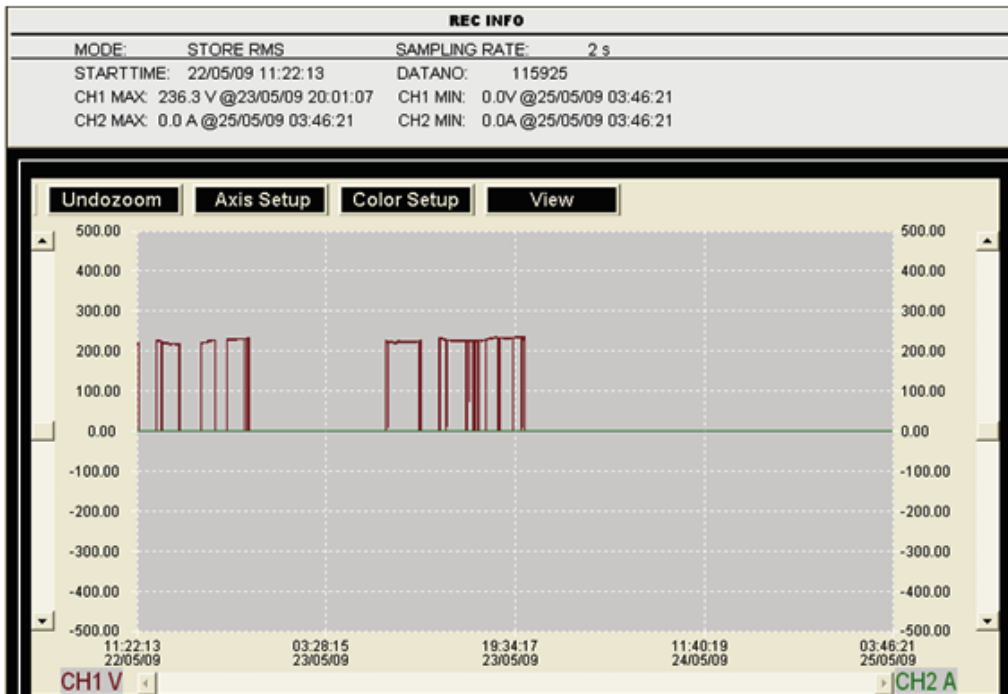 REC INFO
MODE: STORE RMS SAMPLING RATE: 2 s
STARTTIME: 22/05/09 11:22:13 DATANO: 115925
CH1 MAX: 236.3 V @23/05/09 20:01:07 CH1 MIN: 0.0V @25/05/09 03:46:21
CH2 MAX: 0.0 A @25/05/09 03:46:21 CH2 MIN: 0.0A @25/05/09 03:46:21
Undozoom Axis Setup Color Setup View
500.00 500.00
400.00 400.00
300.00 300.00
200.00 200.00
100.00 100.00
0.00 0.00
-100.00 -100.00
-200.00 -200.00
-300.00 -300.00
-400.00 -400.00
-500.00 -500.00
11:22:13 03:28:15 19:34:17 11:40:19 03:46:21
22/05/09 23/05/09 23/05/09 24/05/09 25/05/09
CH1 V CH2 A